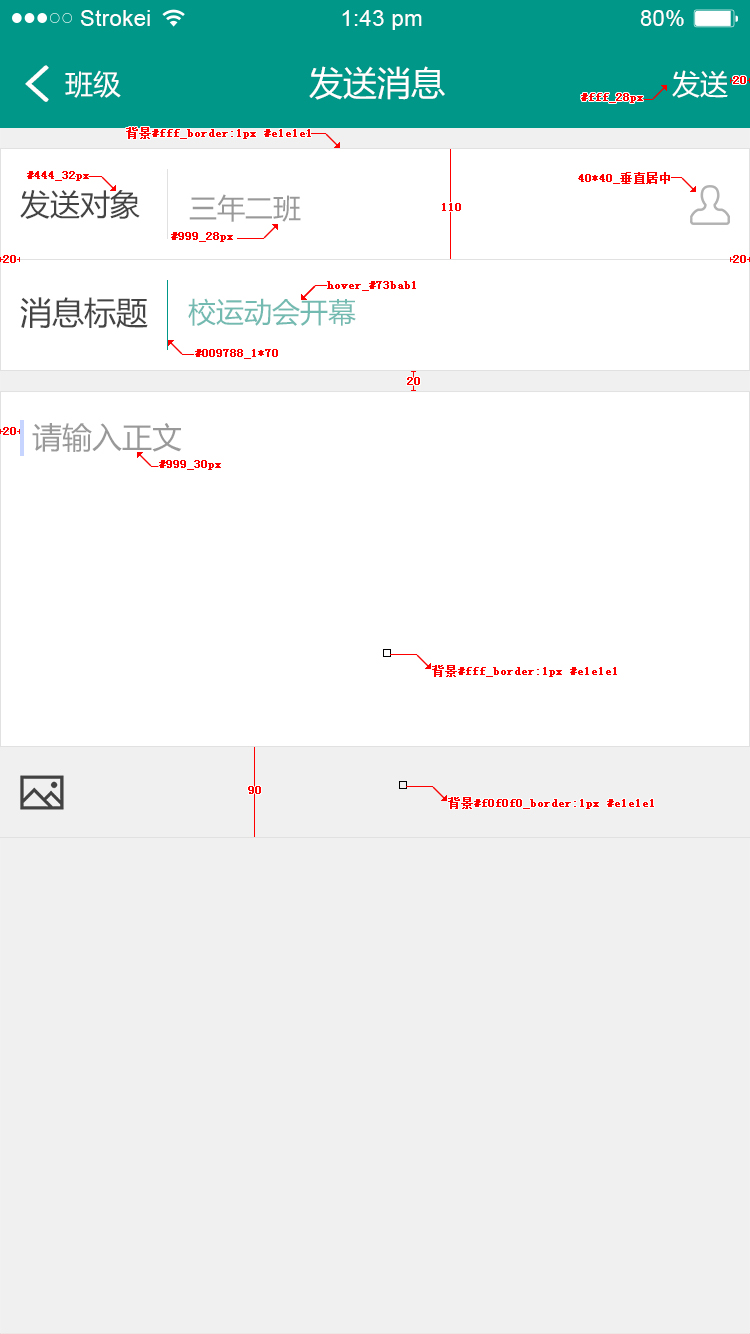 Strokei 1:43 pm 80%
班级 发送消息 发送 20
#fff_28px
背景#fff_border:1px #e1e1e1
#444_32px 40*40_垂直居中
发送对象 三年二班 110
#999_28px
20 20
hover_#73bab1
消息标题 校运动会开幕
#009788_1*70
20
20 请输入正文
#999_30px
背景#fff_border:1px #e1e1e1
90
背景#f0f0f0_border:1px #e1e1e1